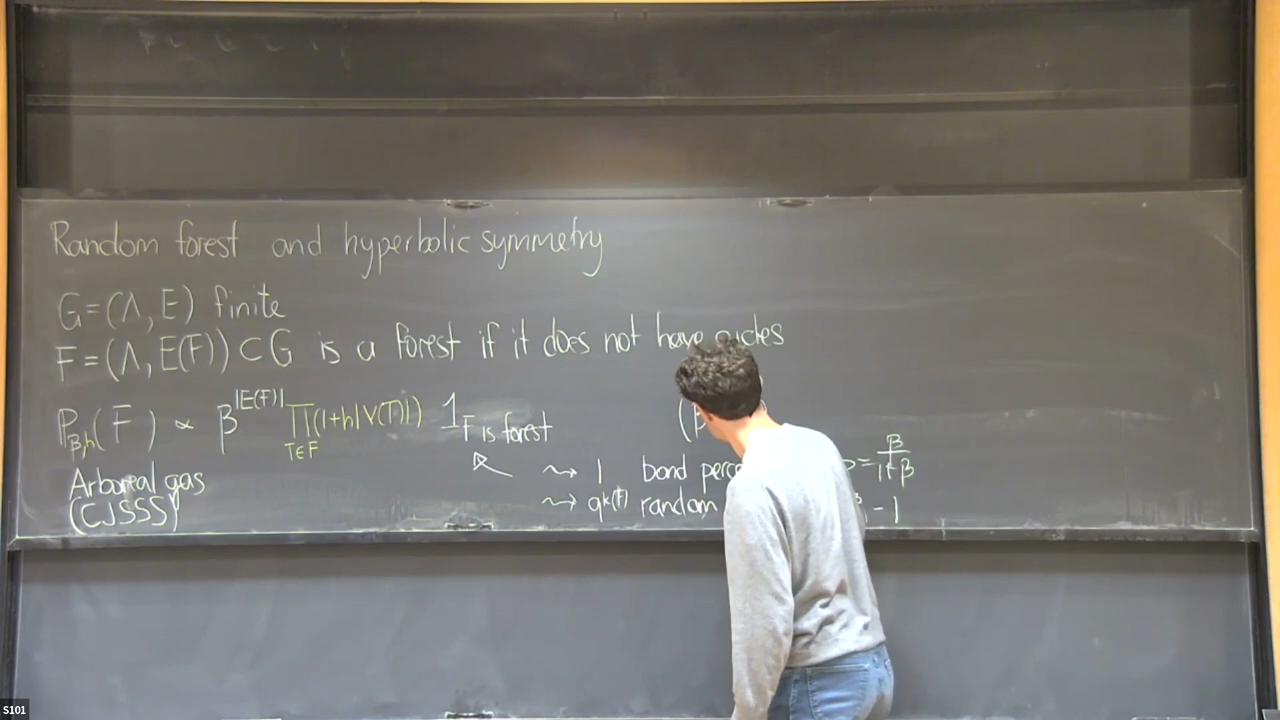 Random forest and hyperbolic symmetry
G=(Λ, E) finite
F=(Λ, E(F))⊂G is a forest if it does not have cycles
P_{β,h}(F) ∝ β^{|E(F)|} ∏_{T∈F}(1+h|V(T)|) 1_{F is forest}
Arboreal gas
(CJSSS)
⇝ 1 bond = β/(1+β)
⇝ q^{k(F)} random -1
S101